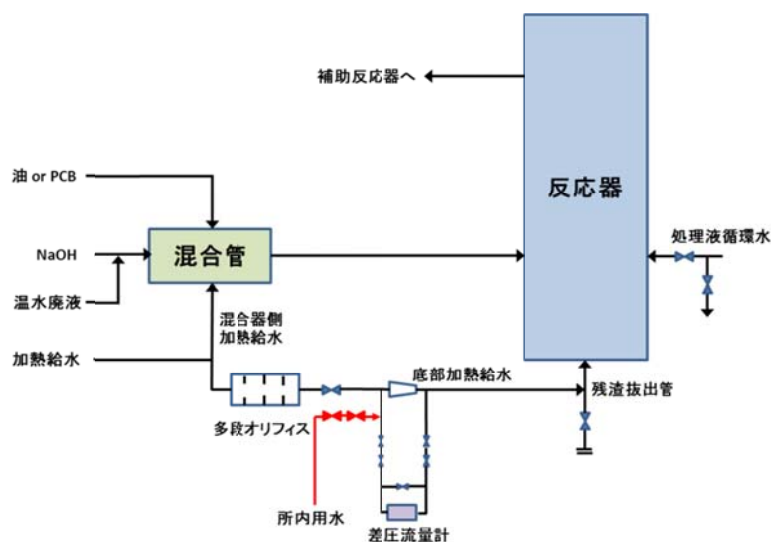 補助反応器へ
油 or PCB
反応器
NaOH
混合管
処理液循環水
温水廃液
混合器側
加熱給水
加熱給水
底部加熱給水
残渣抜出管
多段オリフィス
所内用水
差圧流量計